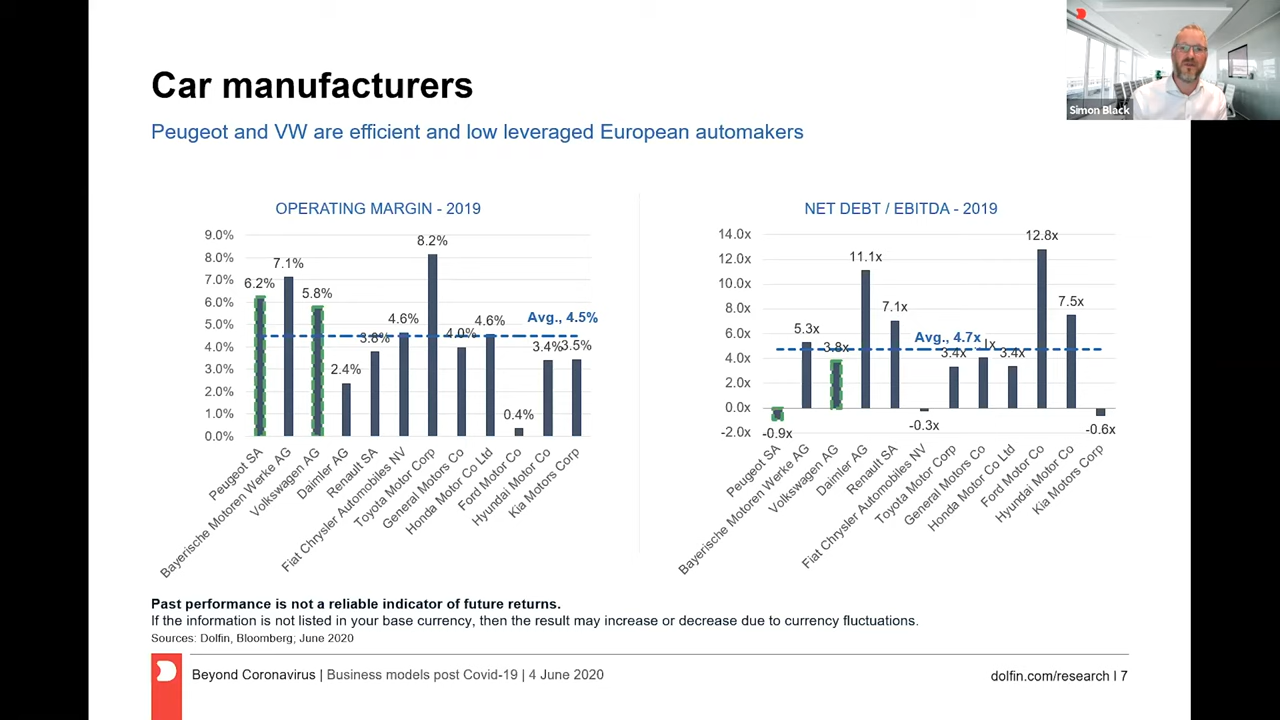 Simon Black
Car manufacturers
Peugeot and VW are efficient and low leveraged European automakers
OPERATING MARGIN - 2019
9.0%
8.0%
7.0%
6.0%
5.0%
4.0%
3.0%
2.0%
1.0%
0.0%
6.2%
7.1%
5.8%
2.4%
3.8%
4.6%
8.2%
4.0%
4.6%
0.4%
3.4%
3.5%
Avg., 4.5%
Peugeot SA
Bayerische Motoren Werke AG
Volkswagen AG
Daimler AG
Renault SA
Fiat Chrysler Automobiles NV
Toyota Motor Corp
General Motors Co
Honda Motor Co Ltd
Ford Motor Co
Hyundai Motor Co
Kia Motors Corp
NET DEBT / EBITDA - 2019
14.0x
12.0x
10.0x
8.0x
6.0x
4.0x
2.0x
0.0x
-2.0x
-0.9x
5.3x
3.8x
11.1x
7.1x
-0.3x
3.4x
3.4x
12.8x
7.5x
-0.6x
Avg., 4.7x
Peugeot SA
Bayerische Motoren Werke AG
Volkswagen AG
Daimler AG
Renault SA
Fiat Chrysler Automobiles NV
Toyota Motor Corp
General Motors Co
Honda Motor Co Ltd
Ford Motor Co
Hyundai Motor Co
Kia Motors Corp
Past performance is not a reliable indicator of future returns.
If the information is not listed in your base currency, then the result may increase or decrease due to currency fluctuations.
Sources: Dolfin, Bloomberg; June 2020
Beyond Coronavirus | Business models post Covid-19 | 4 June 2020
dolfin.com/research I 7